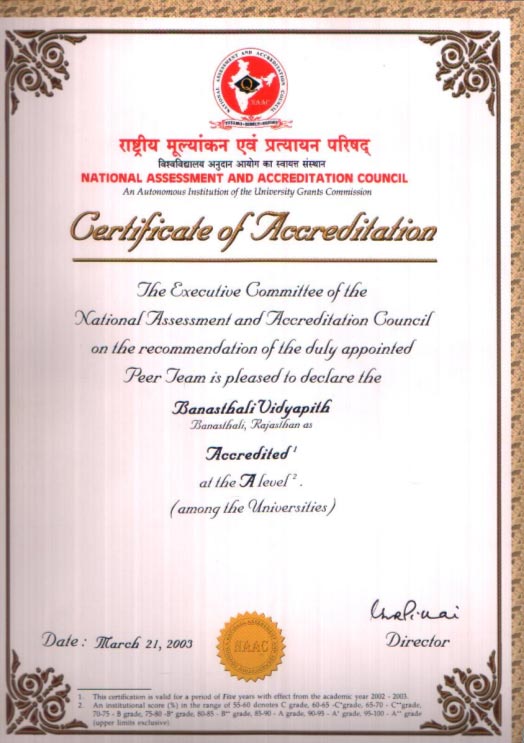 NATIONAL ASSESSMENT AND ACCREDITATION COUNCIL
Q
NAAC
राष्ट्रीय मूल्यांकन एवं प्रत्यायन परिषद्
विश्वविद्यालय अनुदान आयोग का स्वायत्त संस्थान
NATIONAL ASSESSMENT AND ACCREDITATION COUNCIL
An Autonomous Institution of the University Grants Commission
Certificate of Accreditation
The Executive Committee of the
National Assessment and Accreditation Council
on the recommendation of the duly appointed
Peer Team is pleased to declare the
Banasthali Vidyapith
Banasthali, Rajasthan as
Accredited ¹
at the A level ² .
(among the Universities)
Date : March 21, 2003
NAAC
Director
1. This certification is valid for a period of Five years with effect from the academic year 2002 - 2003.
2. An institutional score (%) in the range of 55-60 denotes C grade, 60-65 -C⁺grade, 65-70 - C⁺⁺grade,
70-75 - B grade, 75-80 -B⁺ grade, 80-85 - B⁺⁺ grade, 85-90 - A grade, 90-95 - A⁺ grade, 95-100 - A⁺⁺ grade
(upper limits exclusive)